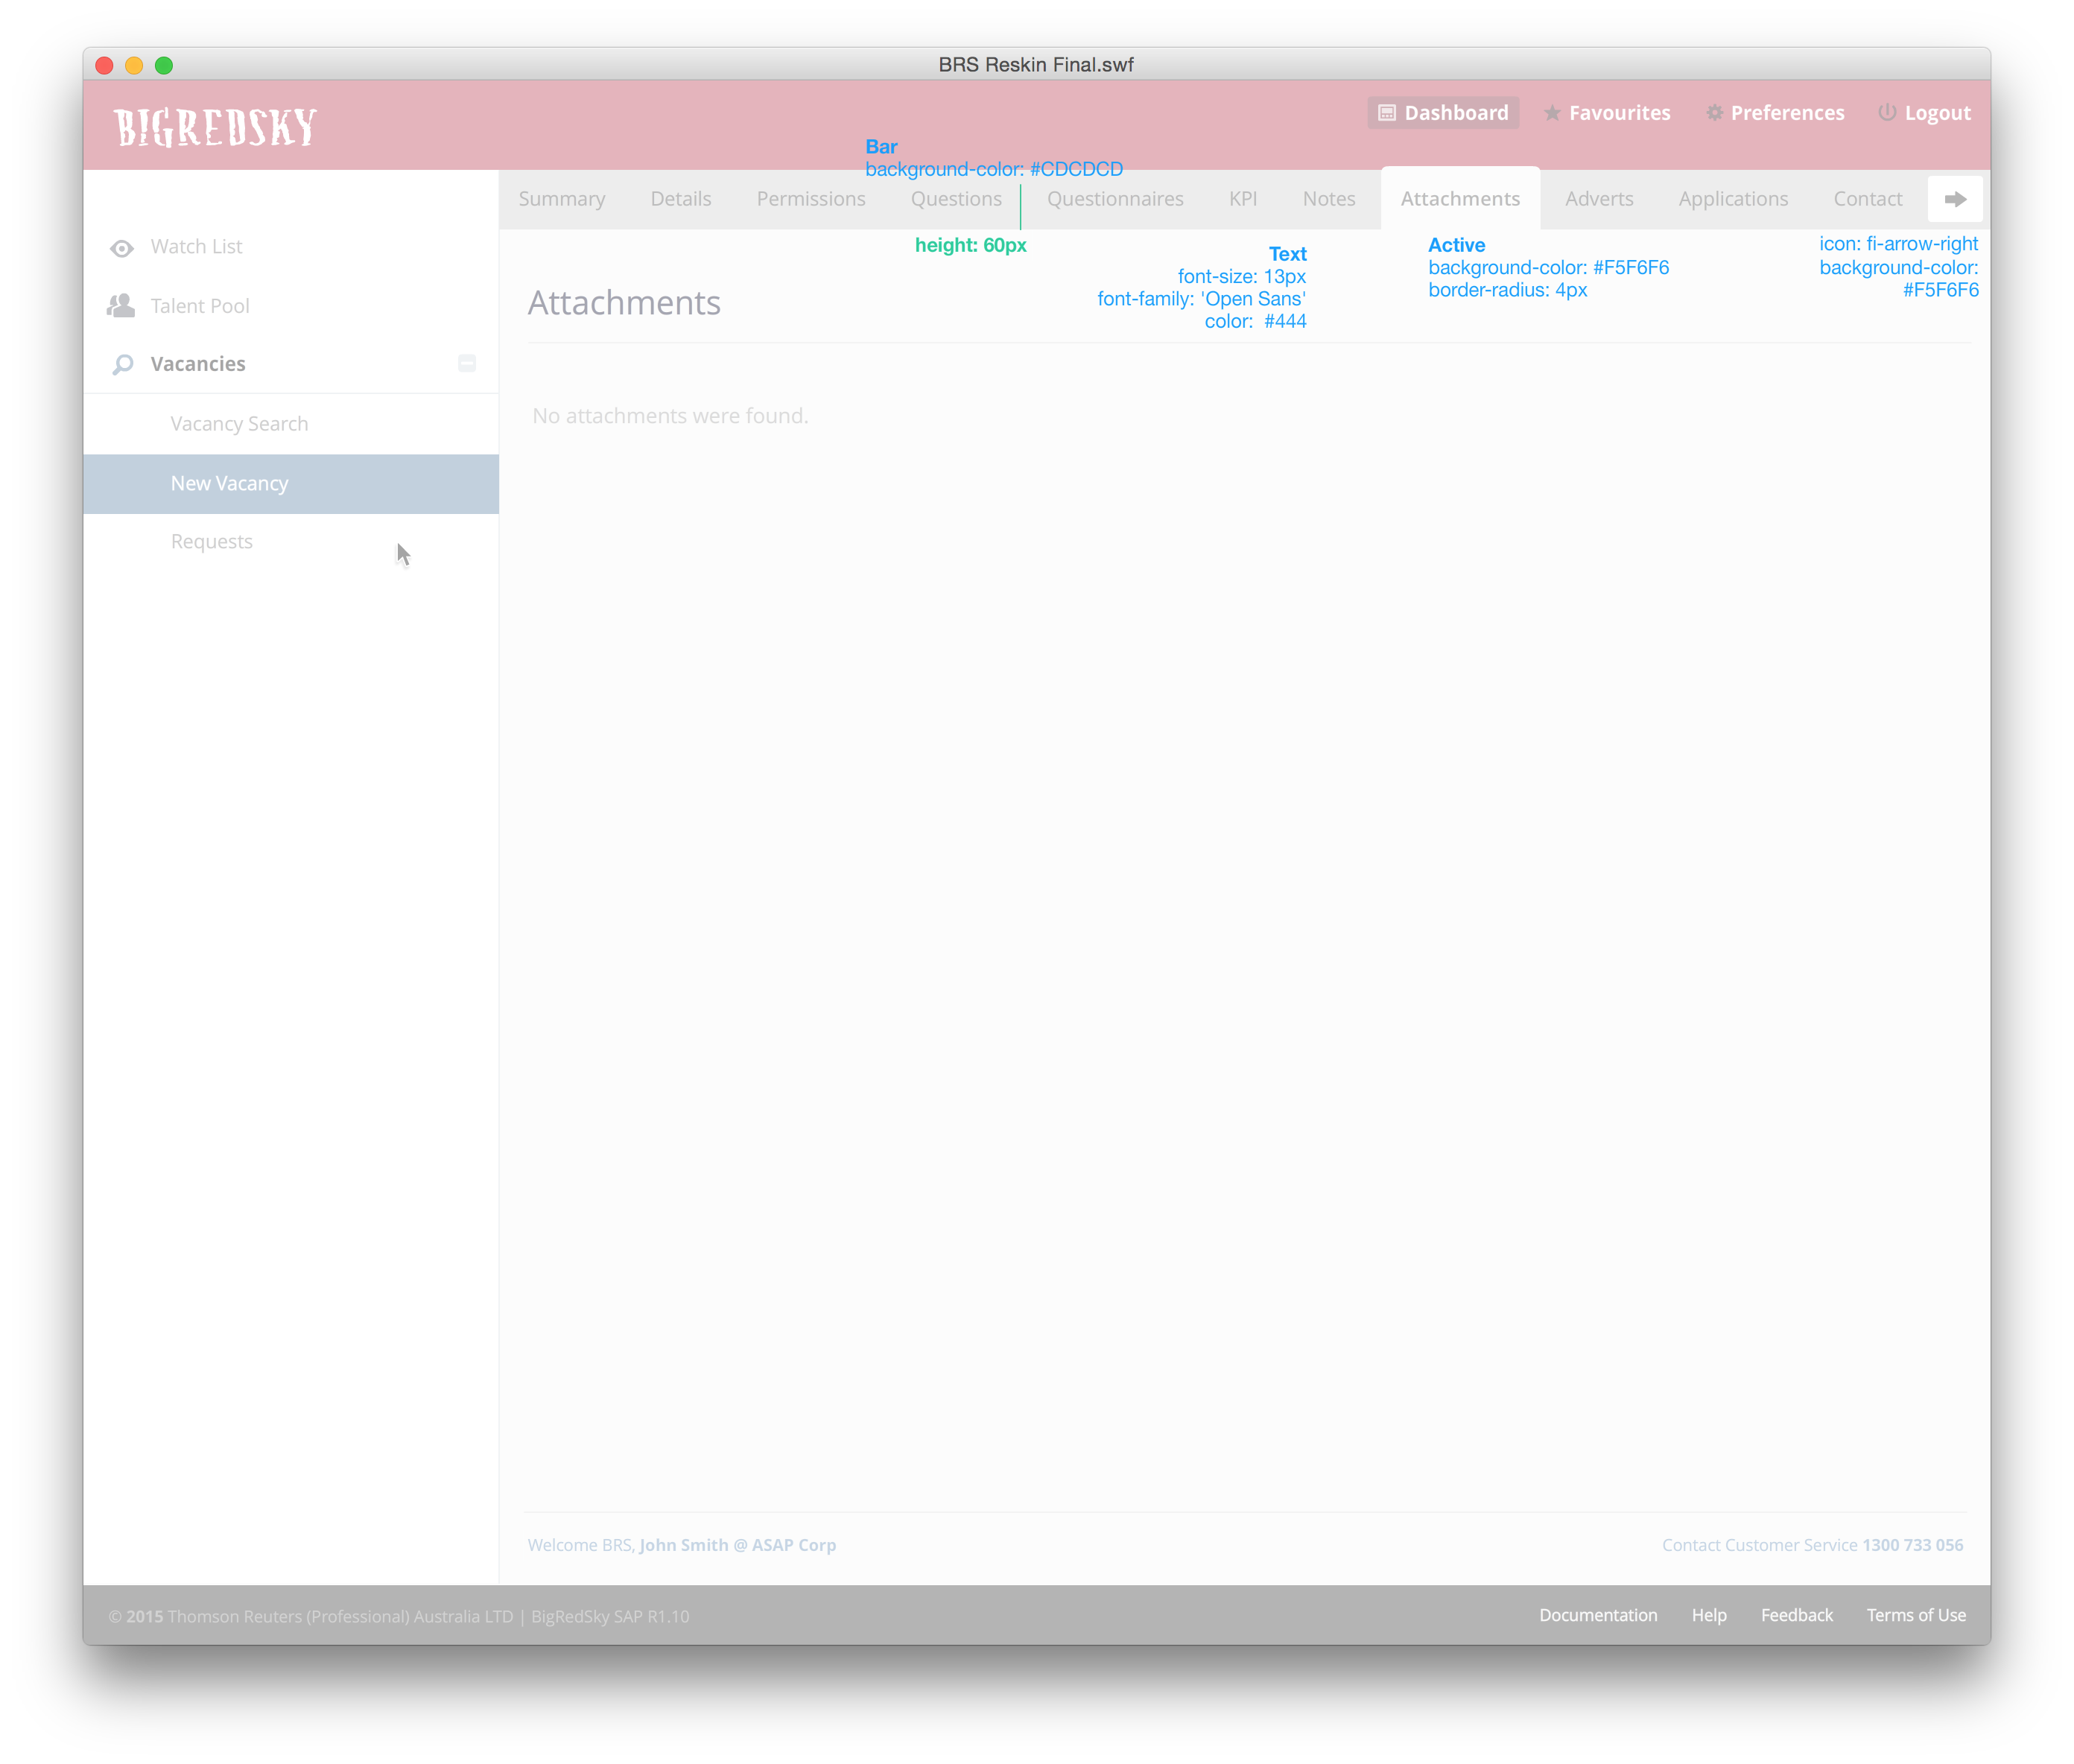 BRS Reskin Final.swf
BIGREDSKY
Dashboard Favourites Preferences Logout
Bar
background-color: #CDCDCD
Summary Details Permissions Questions Questionnaires KPI Notes Attachments Adverts Applications Contact
height: 60px
Text
font-size: 13px
font-family: 'Open Sans'
color: #444
Active
background-color: #F5F6F6
border-radius: 4px
icon: fi-arrow-right
background-color:
#F5F6F6
Watch List
Talent Pool
Vacancies
Vacancy Search
New Vacancy
Requests
Attachments
No attachments were found.
Welcome BRS, John Smith @ ASAP Corp
Contact Customer Service 1300 733 056
© 2015 Thomson Reuters (Professional) Australia LTD | BigRedSky SAP R1.10
Documentation Help Feedback Terms of Use